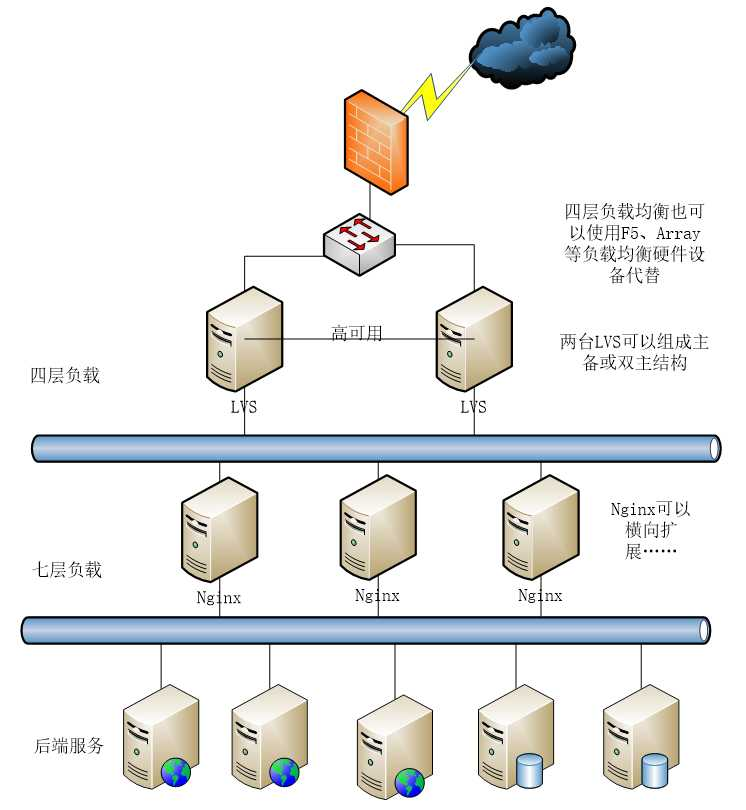 四层负载均衡也可
以使用F5、Array
等负载均衡硬件设
备代替
高可用
两台LVS可以组成主
备或双主结构
四层负载
LVS
LVS
Nginx可以
横向扩
展……
七层负载
Nginx
Nginx
Nginx
后端服务